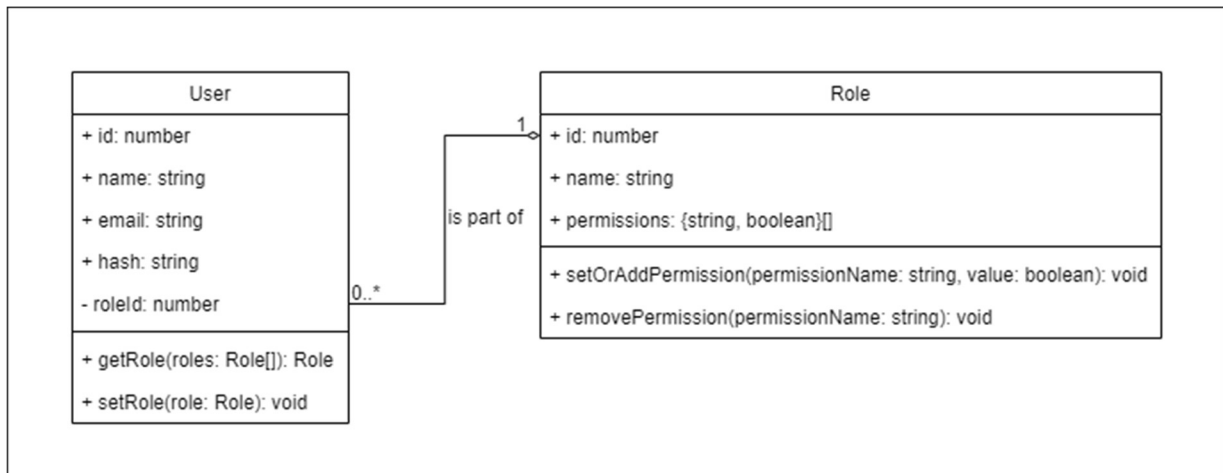 User
+ id: number
+ name: string
+ email: string
+ hash: string
- roleId: number
+ getRole(roles: Role[]): Role
+ setRole(role: Role): void
0..*
is part of
1
Role
+ id: number
+ name: string
+ permissions: {string, boolean}[]
+ setOrAddPermission(permissionName: string, value: boolean): void
+ removePermission(permissionName: string): void